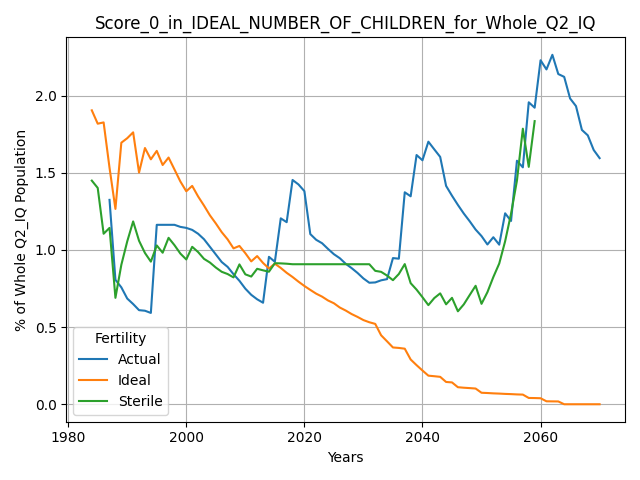 Score_0_in_IDEAL_NUMBER_OF_CHILDREN_for_Whole_Q2_IQ
% of Whole Q2_IQ Population
2.0
1.5
1.0
0.5
0.0
Fertility
Actual
Ideal
Sterile
1980
2000
2020
2040
2060
Years